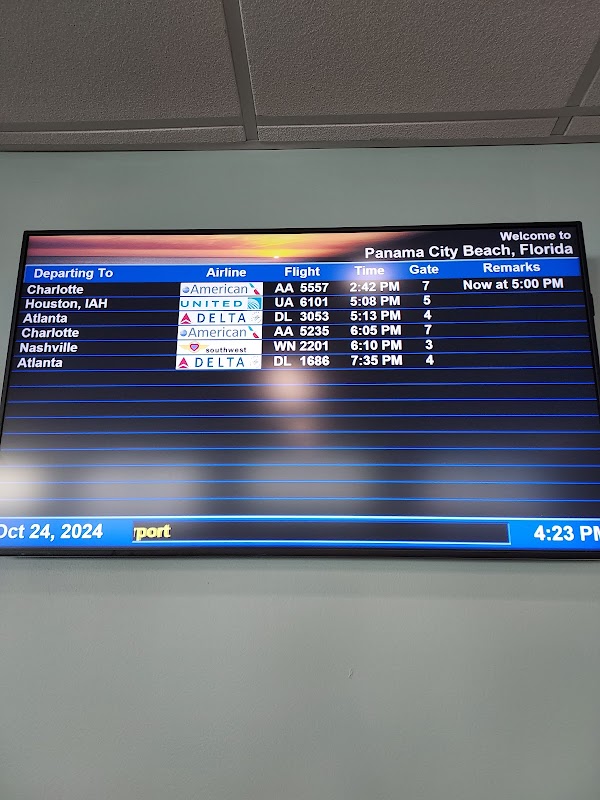 Welcome to
Panama City Beach, Florida
Departing To Airline Flight Time Gate Remarks
Charlotte American AA 5557 2:42 PM 7 Now at 5:00 PM
Houston, IAH UNITED UA 6101 5:08 PM 5
Atlanta DELTA DL 3053 5:13 PM 4
Charlotte American AA 5235 6:05 PM 7
Nashville southwest WN 2201 6:10 PM 3
Atlanta DELTA DL 1686 7:35 PM 4
Oct 24, 2024 port 4:23 PM